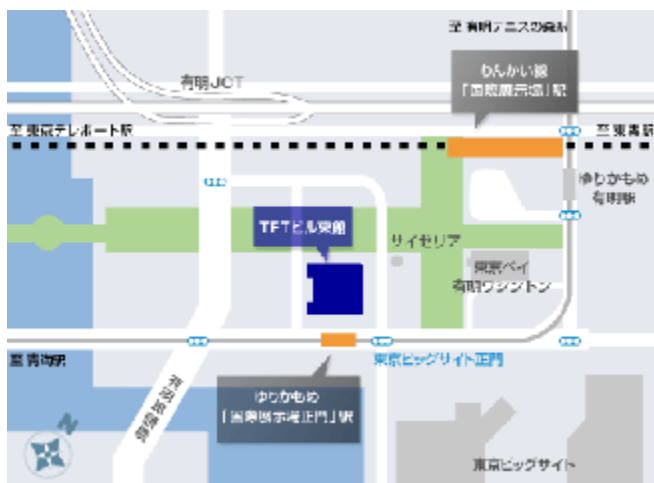 至 有明テニスの森駅
りんかい線
「国際展示場」駅
有明JCT
至 東京テレポート駅
至 東雲駅
ゆりかもめ
有明駅
TFTビル東館
サイゼリア
東京ベイ
有明ワシントン
至 青海駅
東京ビッグサイト正門
ゆりかもめ
「国際展示場正門」駅
東京ビッグサイト
N